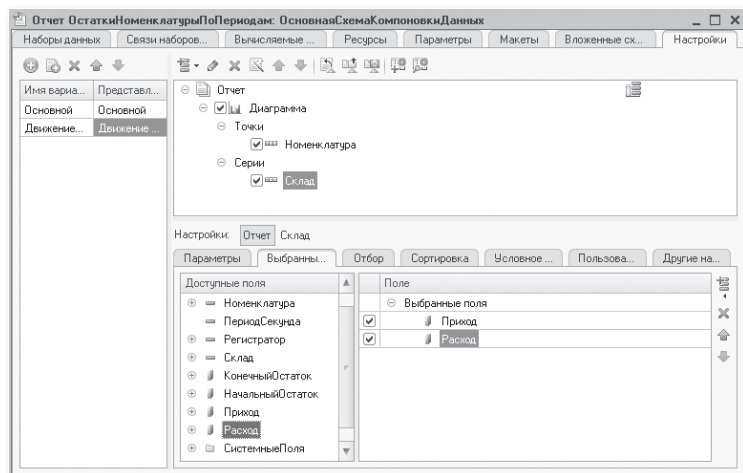 Отчет ОстаткиНоменклатурыПоПериодам: ОсновнаяСхемаКомпоновкиДанных
Наборы данных Связи наборов... Вычисляемые ... Ресурсы Параметры Макеты Вложенные сх... Настройки
Имя вариа... Представл...
Основной Основной
Движение... Движение ...
Отчет
Диаграмма
Точки
Номенклатура
Серии
Склад
Настройки: Отчет Склад
Параметры Выбранны... Отбор Сортировка Условное ... Пользова... Другие на...
Доступные поля
Номенклатура
ПериодСекунда
Регистратор
Склад
КонечныйОстаток
НачальныйОстаток
Приход
Расход
СистемныеПоля
Поле
Выбранные поля
Приход
Расход